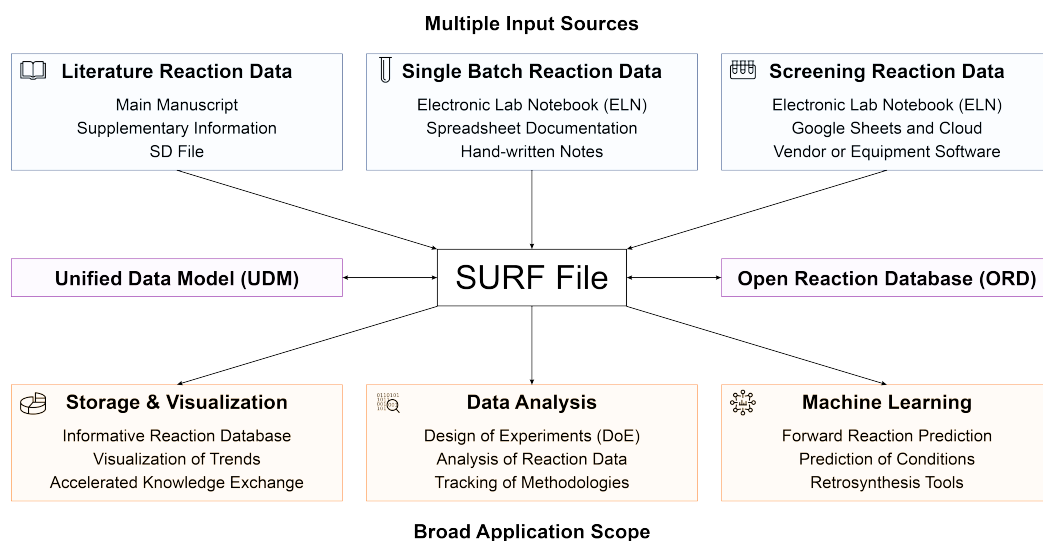 Multiple Input Sources
Literature Reaction Data
Main Manuscript
Supplementary Information
SD File
Single Batch Reaction Data
Electronic Lab Notebook (ELN)
Spreadsheet Documentation
Hand-written Notes
Screening Reaction Data
Electronic Lab Notebook (ELN)
Google Sheets and Cloud
Vendor or Equipment Software
Unified Data Model (UDM)
SURF File
Open Reaction Database (ORD)
Storage & Visualization
Informative Reaction Database
Visualization of Trends
Accelerated Knowledge Exchange
Data Analysis
Design of Experiments (DoE)
Analysis of Reaction Data
Tracking of Methodologies
Machine Learning
Forward Reaction Prediction
Prediction of Conditions
Retrosynthesis Tools
Broad Application Scope